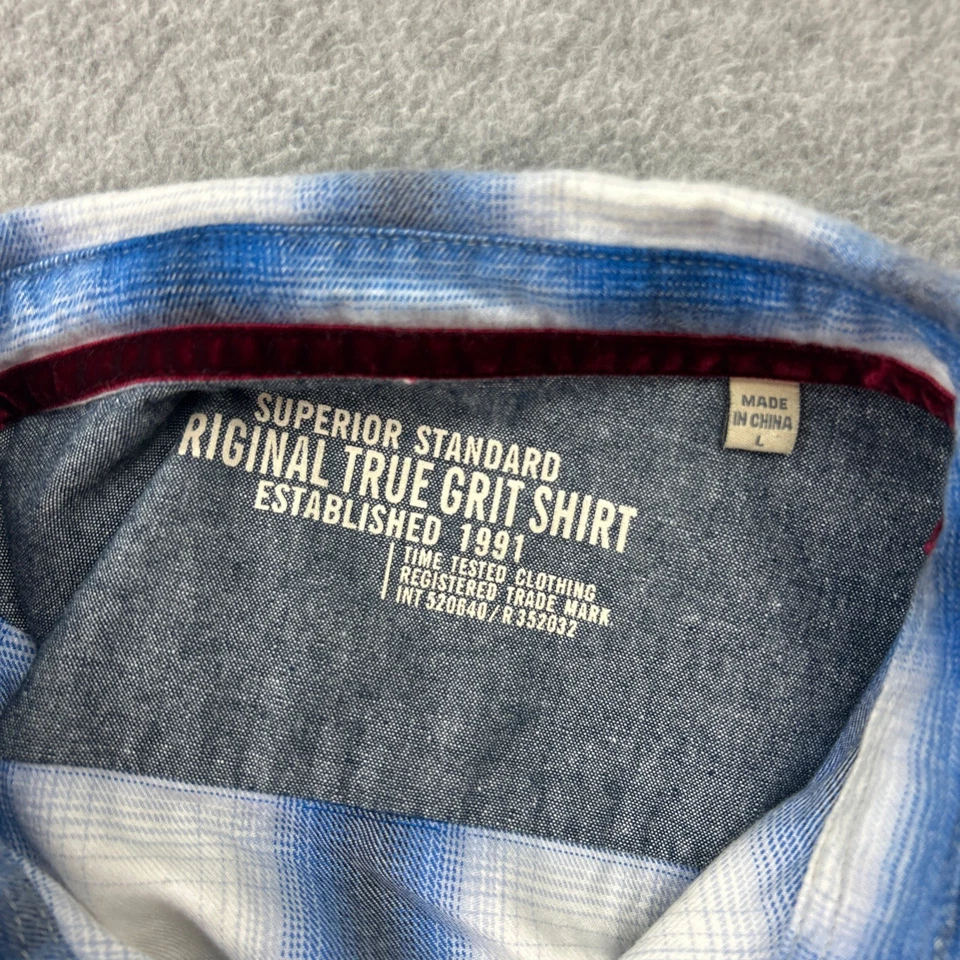 SUPERIOR STANDARD
RIGINAL TRUE GRIT SHIRT
ESTABLISHED 1991
TIME TESTED CLOTHING
REGISTERED TRADE MARK
INT 520640/R 352032
MADE
IN CHINA
L